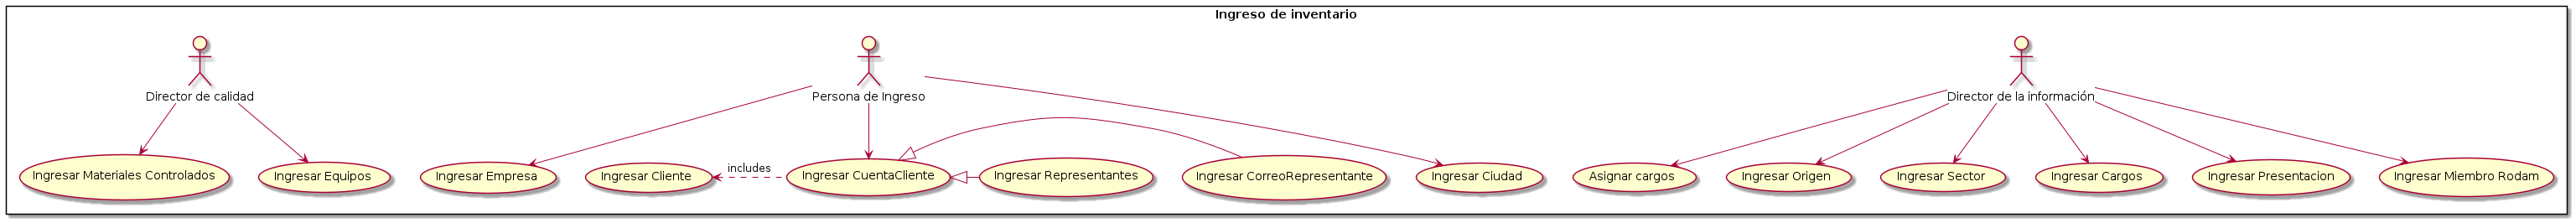 Ingreso de inventario
Director de calidad
Persona de Ingreso
Director de la información
includes
Ingresar Materiales Controlados
Ingresar Equipos
Ingresar Empresa
Ingresar Cliente
Ingresar CuentaCliente
Ingresar Representantes
Ingresar CorreoRepresentante
Ingresar Ciudad
Asignar cargos
Ingresar Origen
Ingresar Sector
Ingresar Cargos
Ingresar Presentacion
Ingresar Miembro Rodam